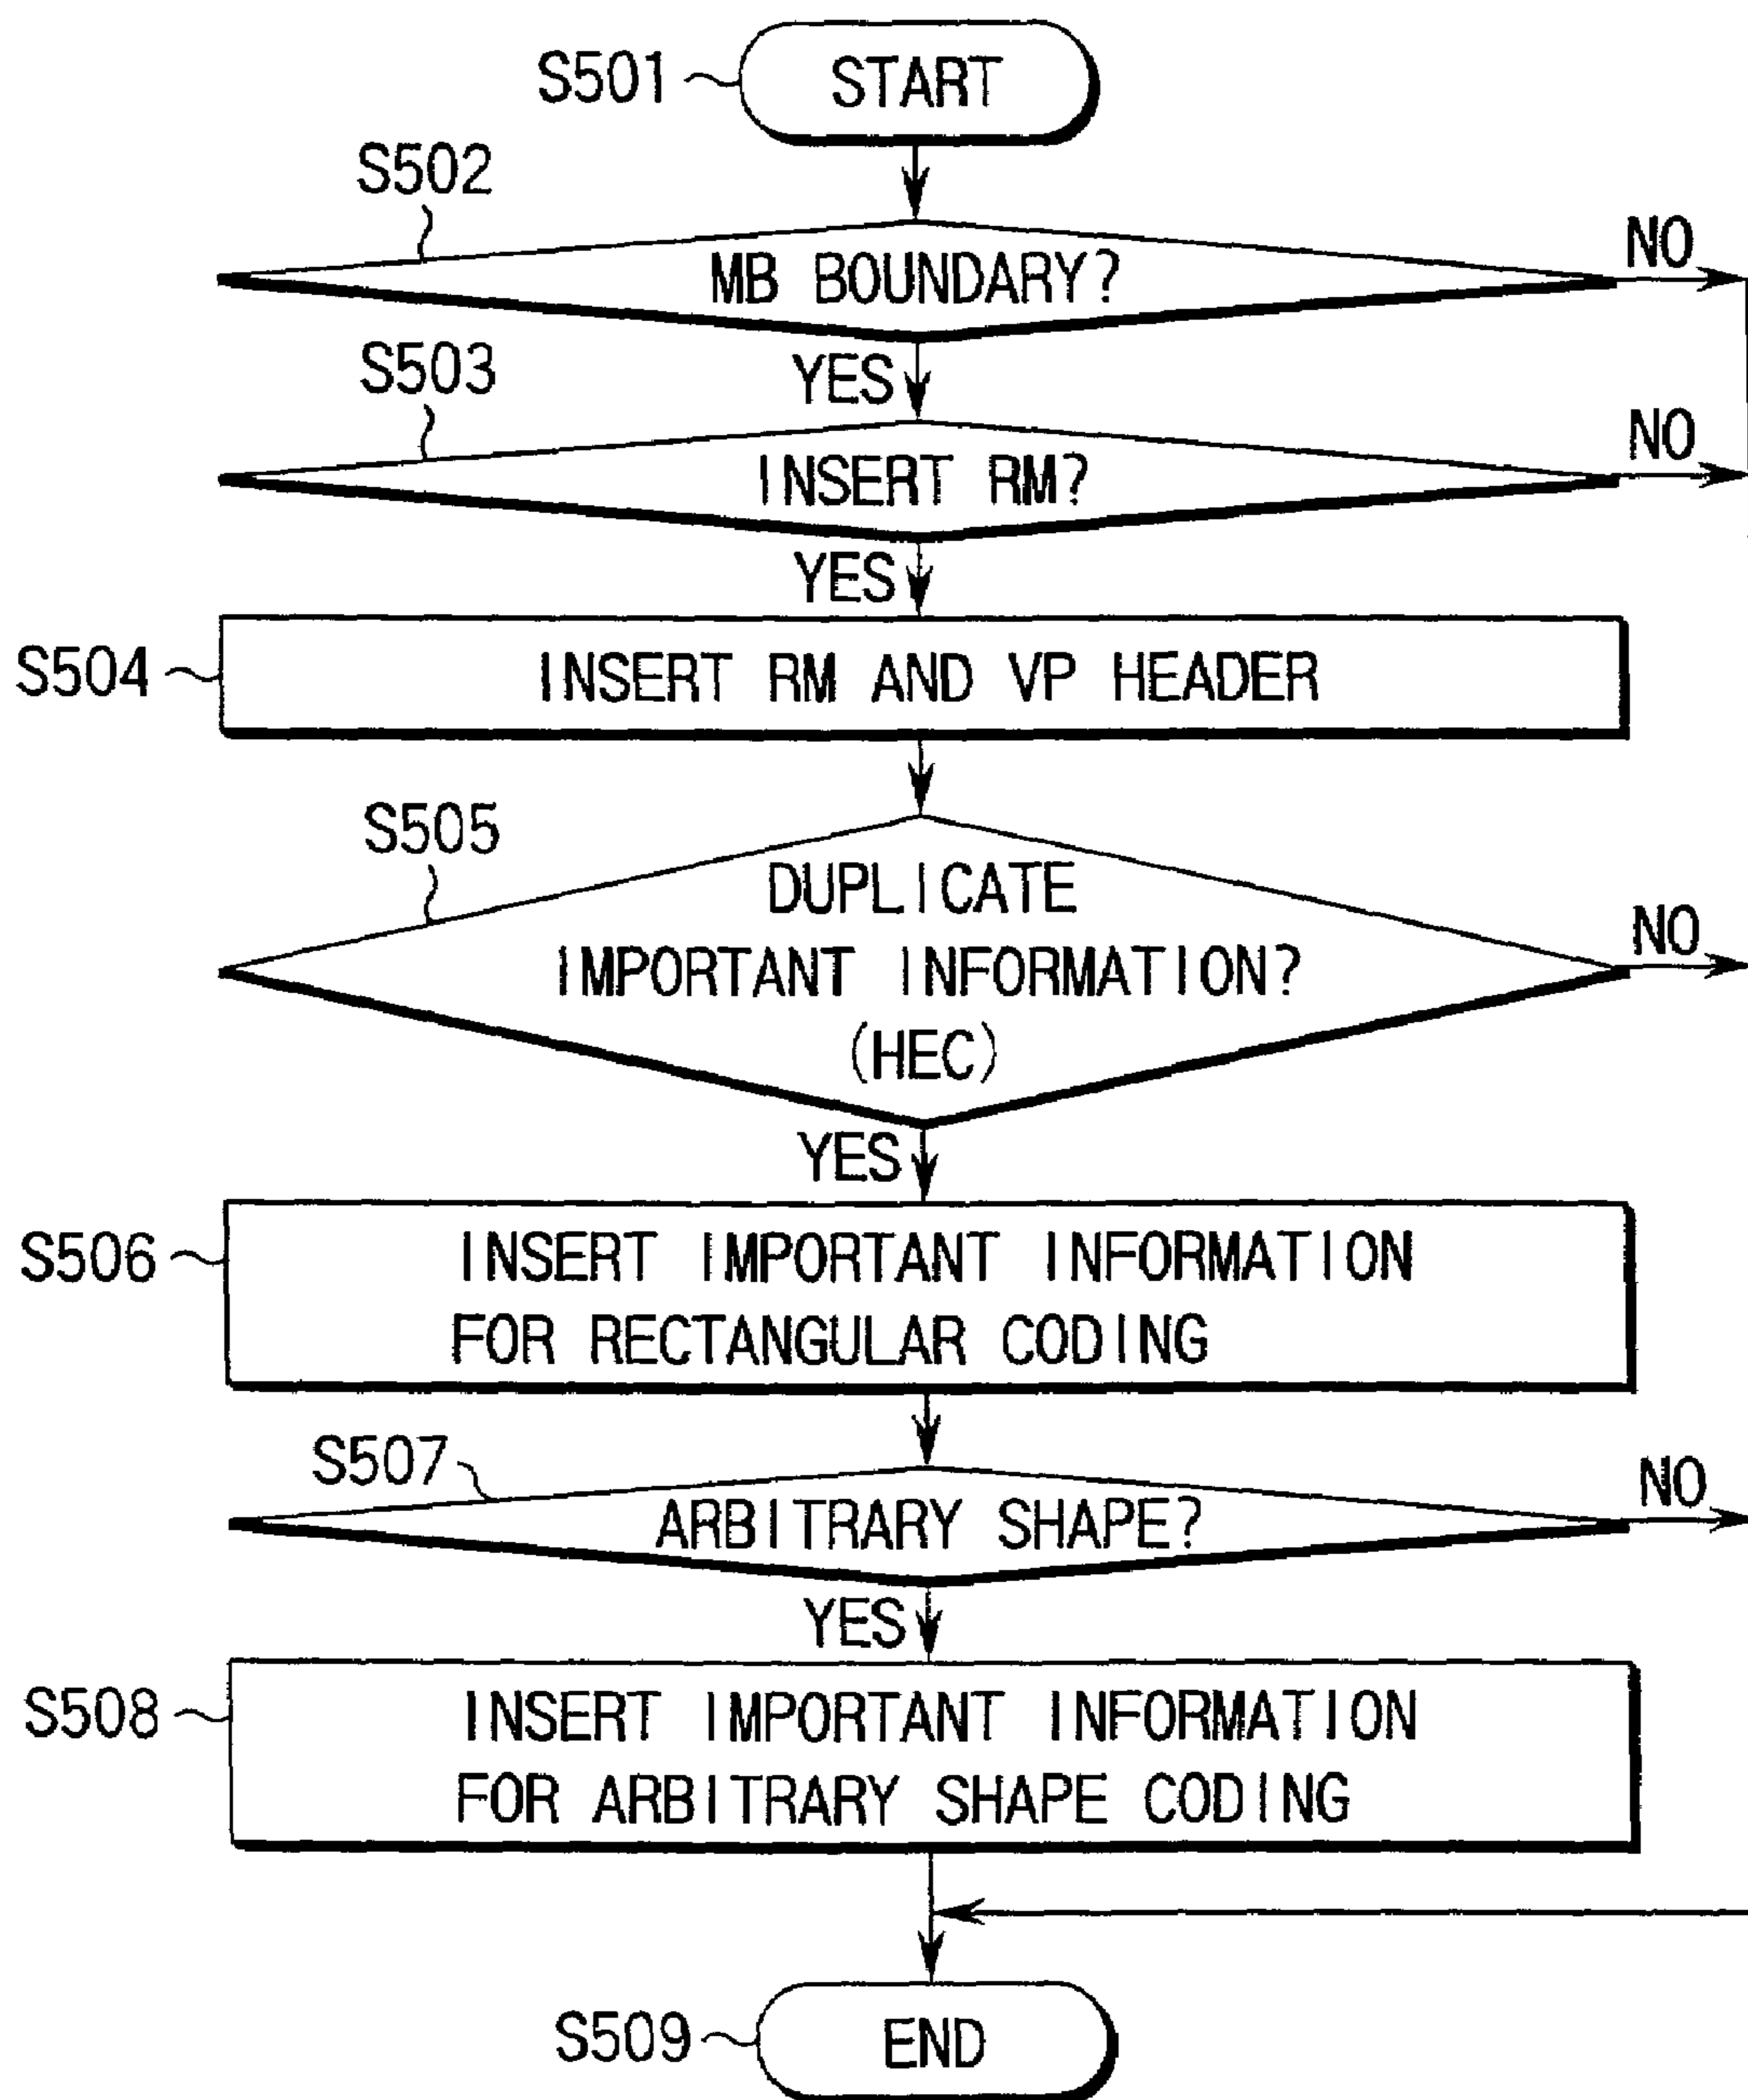 S501
START
S502
MB BOUNDARY?
NO
YES
S503
INSERT RM?
NO
YES
S504
INSERT RM AND VP HEADER
S505
DUPLICATE
IMPORTANT INFORMATION?
(HEC)
NO
YES
S506
INSERT IMPORTANT INFORMATION
FOR RECTANGULAR CODING
S507
ARBITRARY SHAPE?
NO
YES
S508
INSERT IMPORTANT INFORMATION
FOR ARBITRARY SHAPE CODING
S509
END